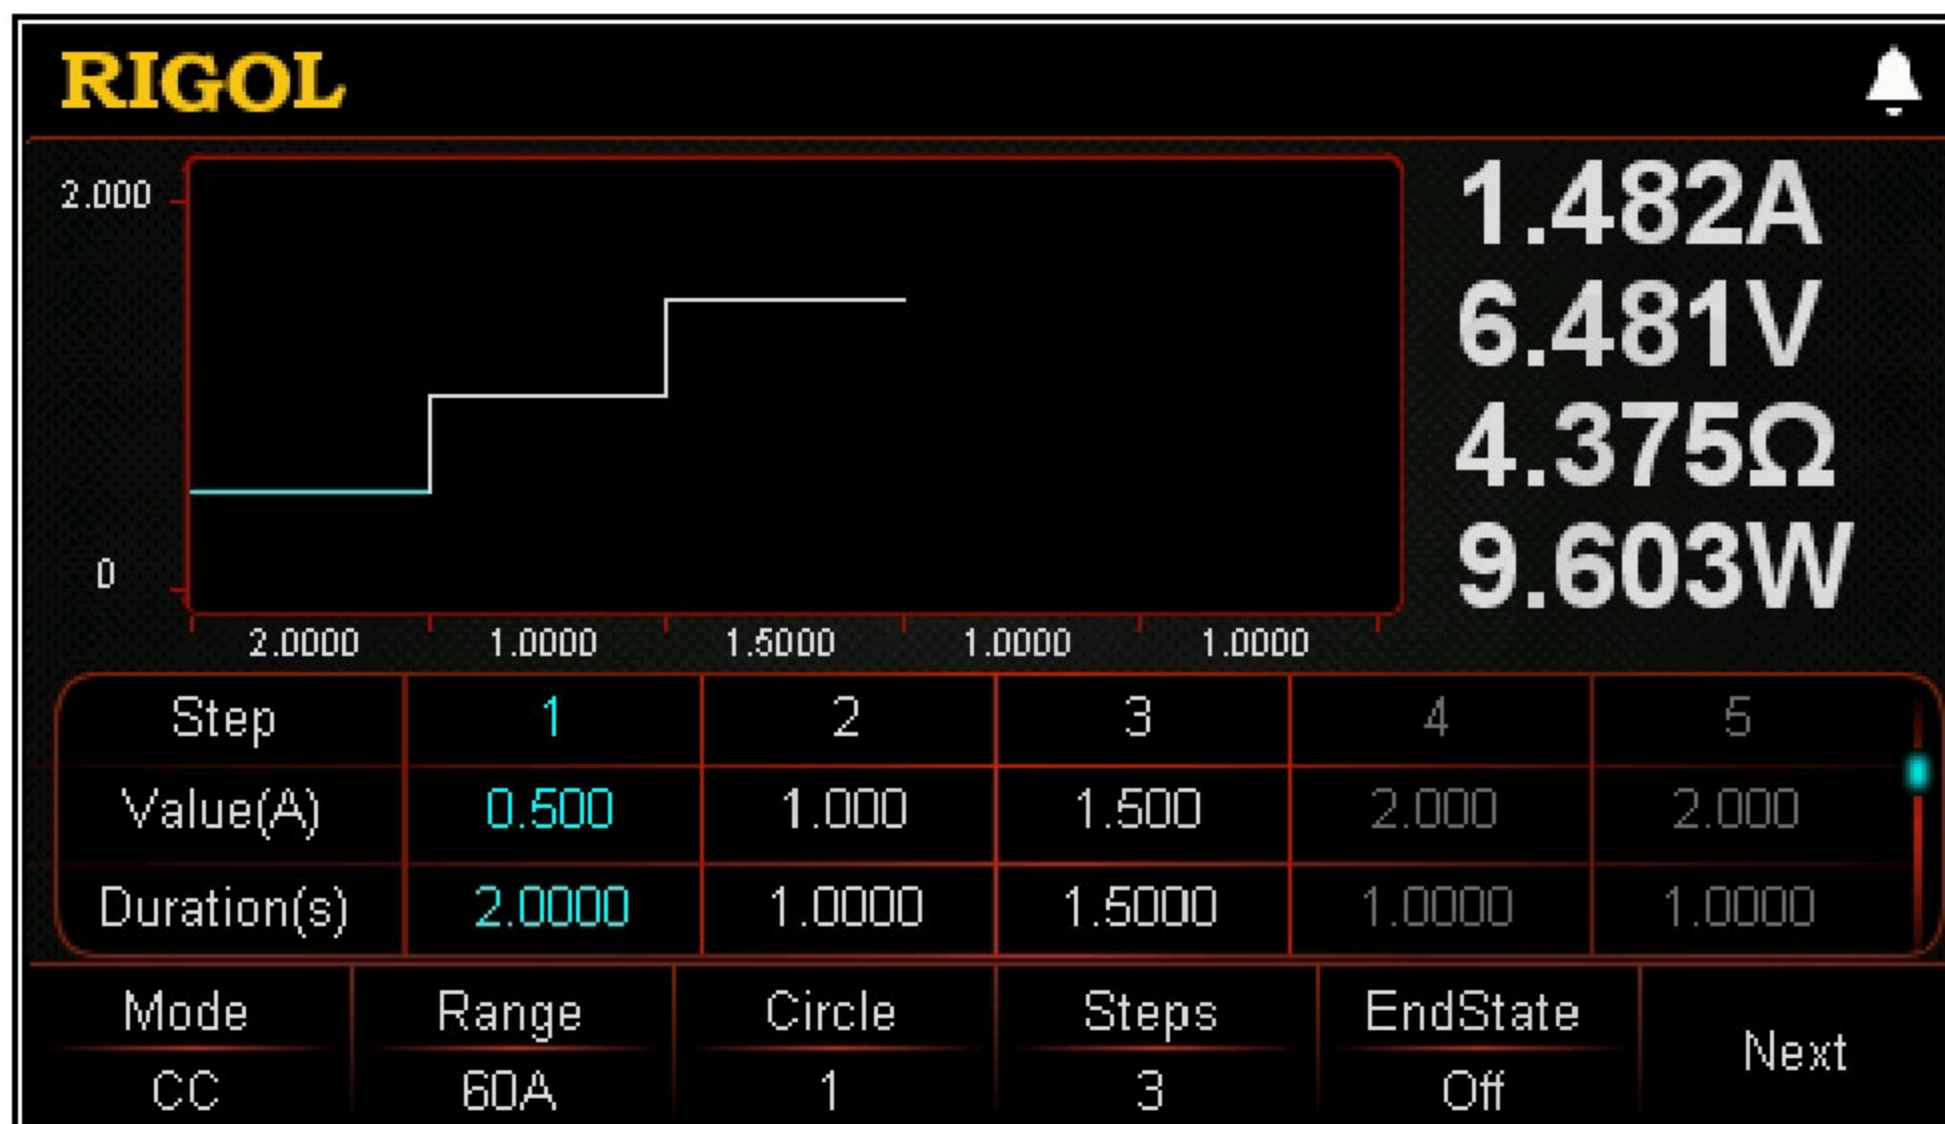 RIGOL
2.000
0
2.0000 1.0000 1.5000 1.0000 1.0000
1.482A
6.481V
4.375Ω
9.603W
Step 1 2 3 4 5
Value(A) 0.500 1.000 1.500 2.000 2.000
Duration(s) 2.0000 1.0000 1.5000 1.0000 1.0000
Mode Range Circle Steps EndState Next
CC 60A 1 3 Off